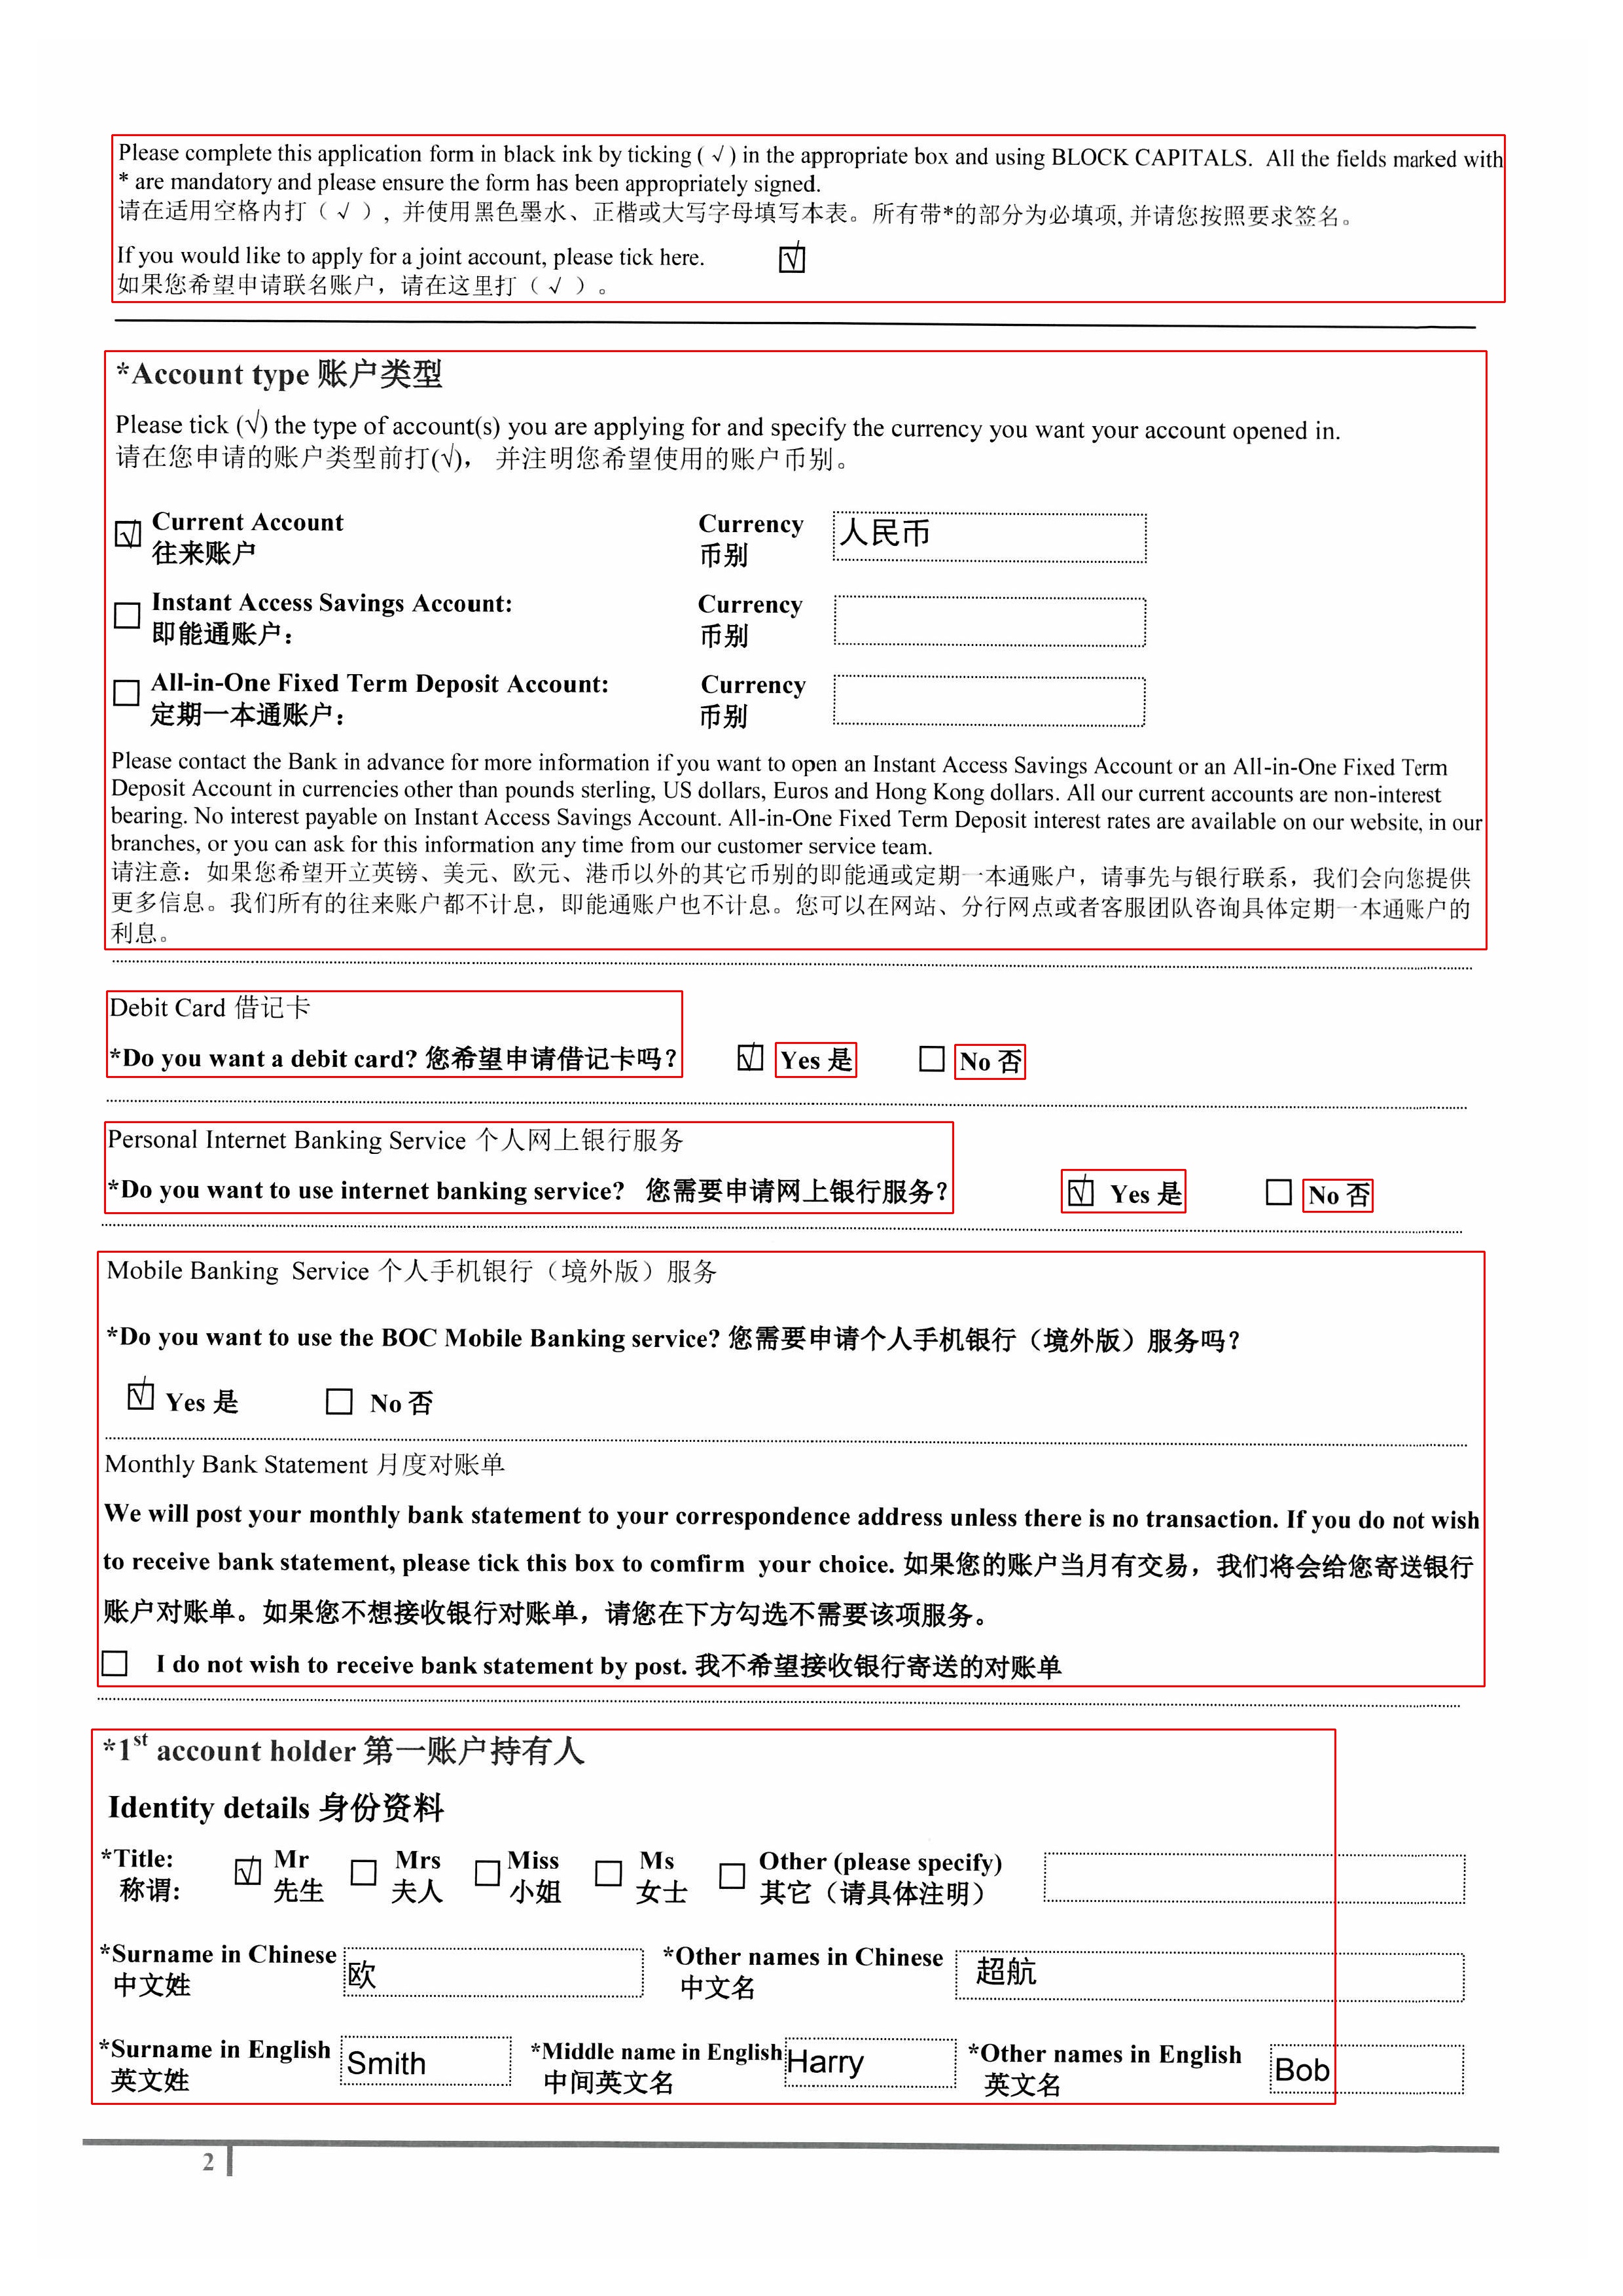 Please complete this application form in black ink by ticking ( √ ) in the appropriate box and using BLOCK CAPITALS. All the fields marked with
* are mandatory and please ensure the form has been appropriately signed.
请在适用空格内打（ √ ），并使用黑色墨水、正楷或大写字母填写本表。所有带*的部分为必填项, 并请您按照要求签名。
If you would like to apply for a joint account, please tick here. √
如果您希望申请联名账户，请在这里打（ √ ）。
*Account type 账户类型
Please tick (√) the type of account(s) you are applying for and specify the currency you want your account opened in.
请在您申请的账户类型前打(√)， 并注明您希望使用的账户币别。
√ Current Account Currency 人民币
往来账户 币别
Instant Access Savings Account: Currency
即能通账户： 币别
All-in-One Fixed Term Deposit Account: Currency
定期一本通账户： 币别
Please contact the Bank in advance for more information if you want to open an Instant Access Savings Account or an All-in-One Fixed Term
Deposit Account in currencies other than pounds sterling, US dollars, Euros and Hong Kong dollars. All our current accounts are non-interest
bearing. No interest payable on Instant Access Savings Account. All-in-One Fixed Term Deposit interest rates are available on our website, in our
branches, or you can ask for this information any time from our customer service team.
请注意：如果您希望开立英镑、美元、欧元、港币以外的其它币别的即能通或定期一本通账户，请事先与银行联系，我们会向您提供
更多信息。我们所有的往来账户都不计息，即能通账户也不计息。您可以在网站、分行网点或者客服团队咨询具体定期一本通账户的
利息。
Debit Card 借记卡
*Do you want a debit card? 您希望申请借记卡吗？ √ Yes 是 No 否
Personal Internet Banking Service 个人网上银行服务
*Do you want to use internet banking service? 您需要申请网上银行服务？ √ Yes 是 No 否
Mobile Banking Service 个人手机银行（境外版）服务
*Do you want to use the BOC Mobile Banking service? 您需要申请个人手机银行（境外版）服务吗？
√ Yes 是 No 否
Monthly Bank Statement 月度对账单
We will post your monthly bank statement to your correspondence address unless there is no transaction. If you do not wish
to receive bank statement, please tick this box to comfirm your choice. 如果您的账户当月有交易，我们将会给您寄送银行
账户对账单。如果您不想接收银行对账单，请您在下方勾选不需要该项服务。
I do not wish to receive bank statement by post. 我不希望接收银行寄送的对账单
*1st account holder 第一账户持有人
Identity details 身份资料
*Title: √ Mr Mrs Miss Ms Other (please specify)
称谓: 先生 夫人 小姐 女士 其它（请具体注明）
*Surname in Chinese 欧 *Other names in Chinese 超航
中文姓 中文名
*Surname in English Smith *Middle name in English Harry *Other names in English Bob
英文姓 中间英文名 英文名
2